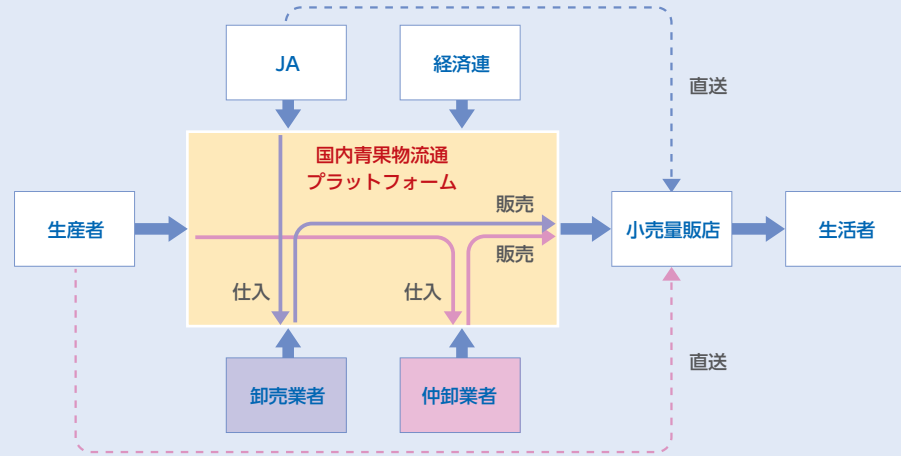 JA
経済連
直送
国内青果物流通
プラットフォーム
生産者
販売
小売量販店
生活者
販売
仕入
仕入
直送
卸売業者
仲卸業者